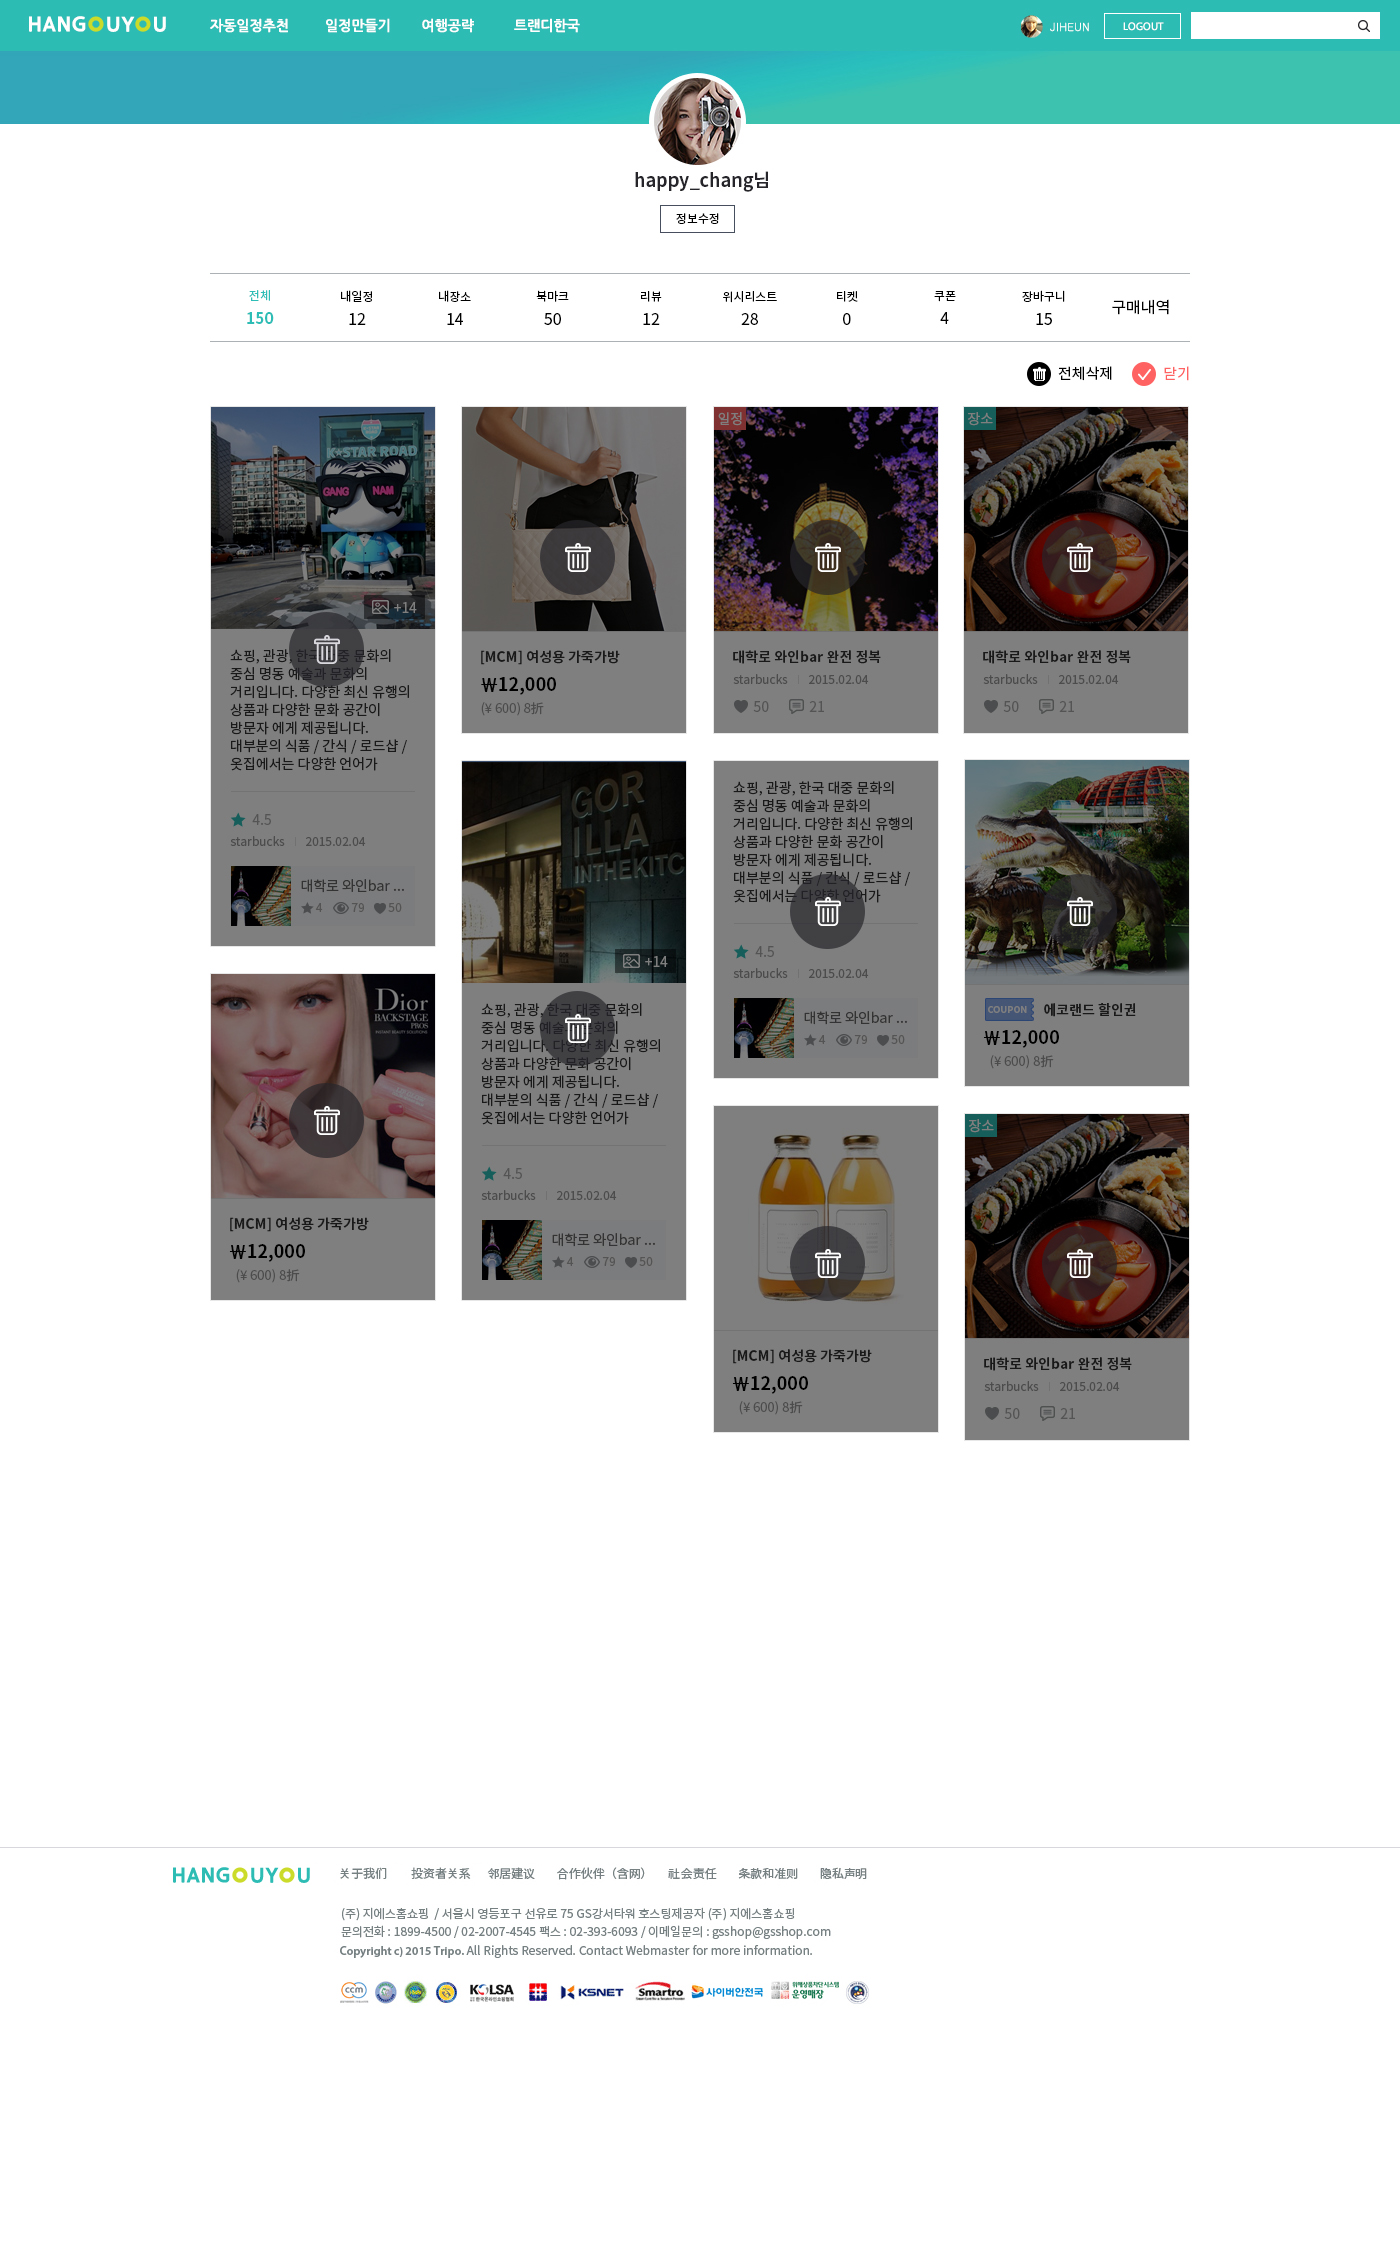 HANGOUYOU
자동일정추천 일정만들기 여행공략 트랜디한국
JIHEUN
LOGOUT
happy_chang님
정보수정
전체 내일정 내장소 북마크 리뷰 위시리스트 티켓 쿠폰 장바구니 구매내역
150 12 14 50 12 28 0 4 15
전체삭제 닫기
K★STAR ROAD
GANG NAM
+14
쇼핑, 관광, 한국 대중 문화의
중심 명동 예술과 문화의
거리입니다. 다양한 최신 유행의
상품과 다양한 문화 공간이
방문자 에게 제공됩니다.
대부분의 식품 / 간식 / 로드샵 /
옷집에서는 다양한 언어가
4.5
starbucks 2015.02.04
대학로 와인bar ...
4 79 50
[MCM] 여성용 가죽가방
₩12,000
(¥ 600) 8折
일정
대학로 와인bar 완전 정복
starbucks 2015.02.04
50 21
장소
대학로 와인bar 완전 정복
starbucks 2015.02.04
50 21
Dior
BACKSTAGE
PROS
INSTANT BEAUTY SOLUTIONS
[MCM] 여성용 가죽가방
₩12,000
(¥ 600) 8折
GOR
ILLA
INTHEKITC
+14
쇼핑, 관광, 한국 대중 문화의
중심 명동 예술과 문화의
거리입니다. 다양한 최신 유행의
상품과 다양한 문화 공간이
방문자 에게 제공됩니다.
대부분의 식품 / 간식 / 로드샵 /
옷집에서는 다양한 언어가
4.5
starbucks 2015.02.04
대학로 와인bar ...
4 79 50
쇼핑, 관광, 한국 대중 문화의
중심 명동 예술과 문화의
거리입니다. 다양한 최신 유행의
상품과 다양한 문화 공간이
방문자 에게 제공됩니다.
대부분의 식품 / 간식 / 로드샵 /
옷집에서는 다양한 언어가
4.5
starbucks 2015.02.04
대학로 와인bar ...
4 79 50
COUPON 에코랜드 할인권
₩12,000
(¥ 600) 8折
[MCM] 여성용 가죽가방
₩12,000
(¥ 600) 8折
장소
대학로 와인bar 완전 정복
starbucks 2015.02.04
50 21
HANGOUYOU
关于我们 投资者关系 邻居建议 合作伙伴（含网） 社会责任 条款和准则 隐私声明
(주) 지에스홈쇼핑 / 서울시 영등포구 선유로 75 GS강서타워 호스팅제공자 (주) 지에스홈쇼핑
문의전화 : 1899-4500 / 02-2007-4545 팩스 : 02-393-6093 / 이메일문의 : gsshop@gsshop.com
Copyright c) 2015 Tripo. All Rights Reserved. Contact Webmaster for more information.
ccm KOLSA 한국온라인쇼핑협회 KSNET Smartro 사이버안전국 위해상품차단시스템 운영매장